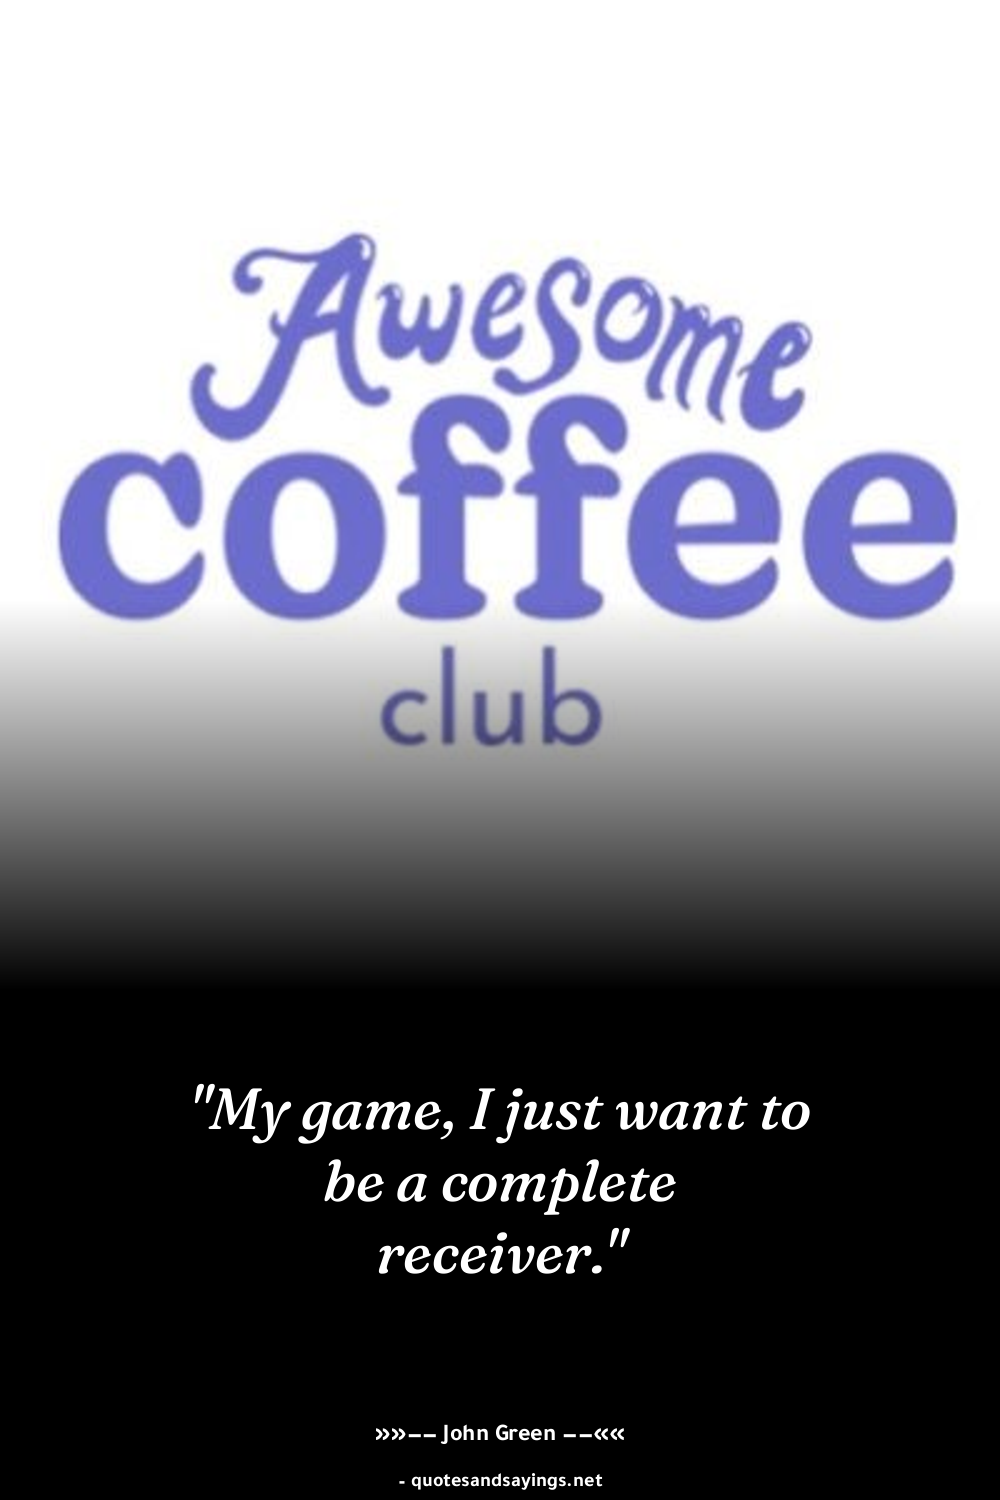 Awesome
coffee
club
"My game, I just want to
be a complete
receiver."
»»–– John Green ––««
- quotesandsayings.net